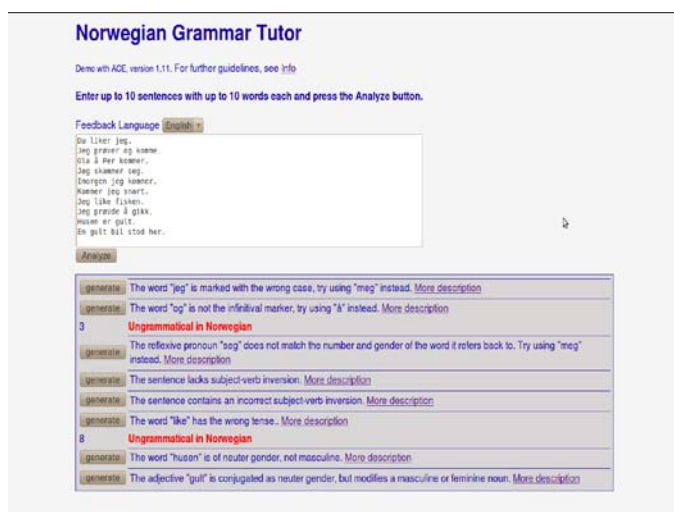 Norwegian Grammar Tutor
Demo with ACE, version 1.11. For further guidelines, see Info
Enter up to 10 sentences with up to 10 words each and press the Analyze button.
Feedback Language English
Du liker jeg.
Jeg prøver og komme.
Ola å Per kommer.
Jeg skammer seg.
Imorgen jeg kommer.
Kommer jeg snart.
Jeg like fisken.
Jeg prøvde å gikk.
Husen er gult.
En gult bil stod her.
Analyze
generate The word "jeg" is marked with the wrong case, try using "meg" instead. More description
generate The word "og" is not the infinitival marker, try using "å" instead. More description
3 Ungrammatical in Norwegian
generate The reflexive pronoun "seg" does not match the number and gender of the word it refers back to. Try using "meg"
instead. More description
generate The sentence lacks subject-verb inversion. More description
generate The sentence contains an incorrect subject-verb inversion. More description
generate The word "like" has the wrong tense.. More description
8 Ungrammatical in Norwegian
generate The word "husen" is of neuter gender, not masculine. More description
generate The adjective "gult" is conjugated as neuter gender, but modifies a masculine or feminine noun. More description